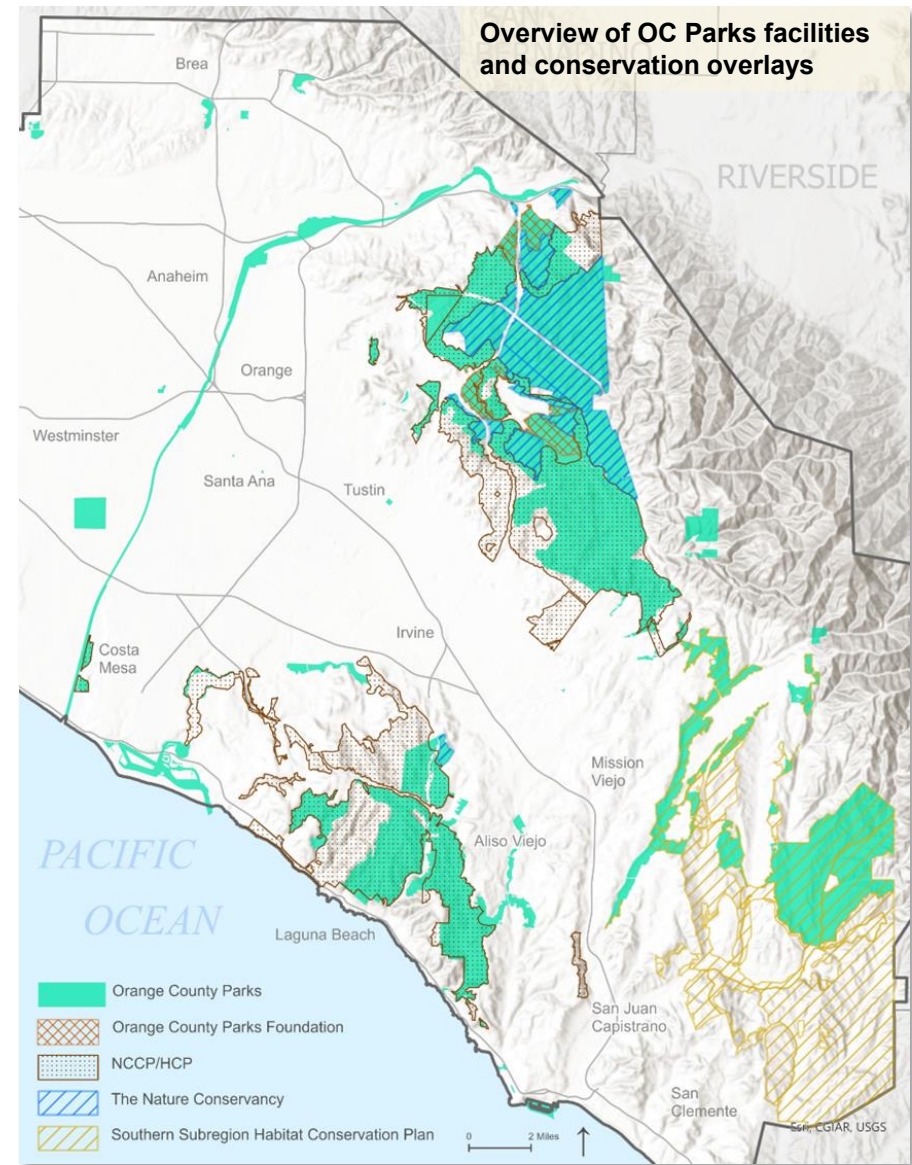 Overview of OC Parks facilities
and conservation overlays
Brea
RIVERSIDE
Anaheim
Orange
Westminster
Santa Ana
Tustin
Irvine
Costa
Mesa
Mission
Viejo
Aliso Viejo
PACIFIC
OCEAN
Laguna Beach
San Juan
Capistrano
San
Clemente
Orange County Parks
Orange County Parks Foundation
NCCP/HCP
The Nature Conservancy
Southern Subregion Habitat Conservation Plan
0 2 Miles
Esri, CGIAR, USGS